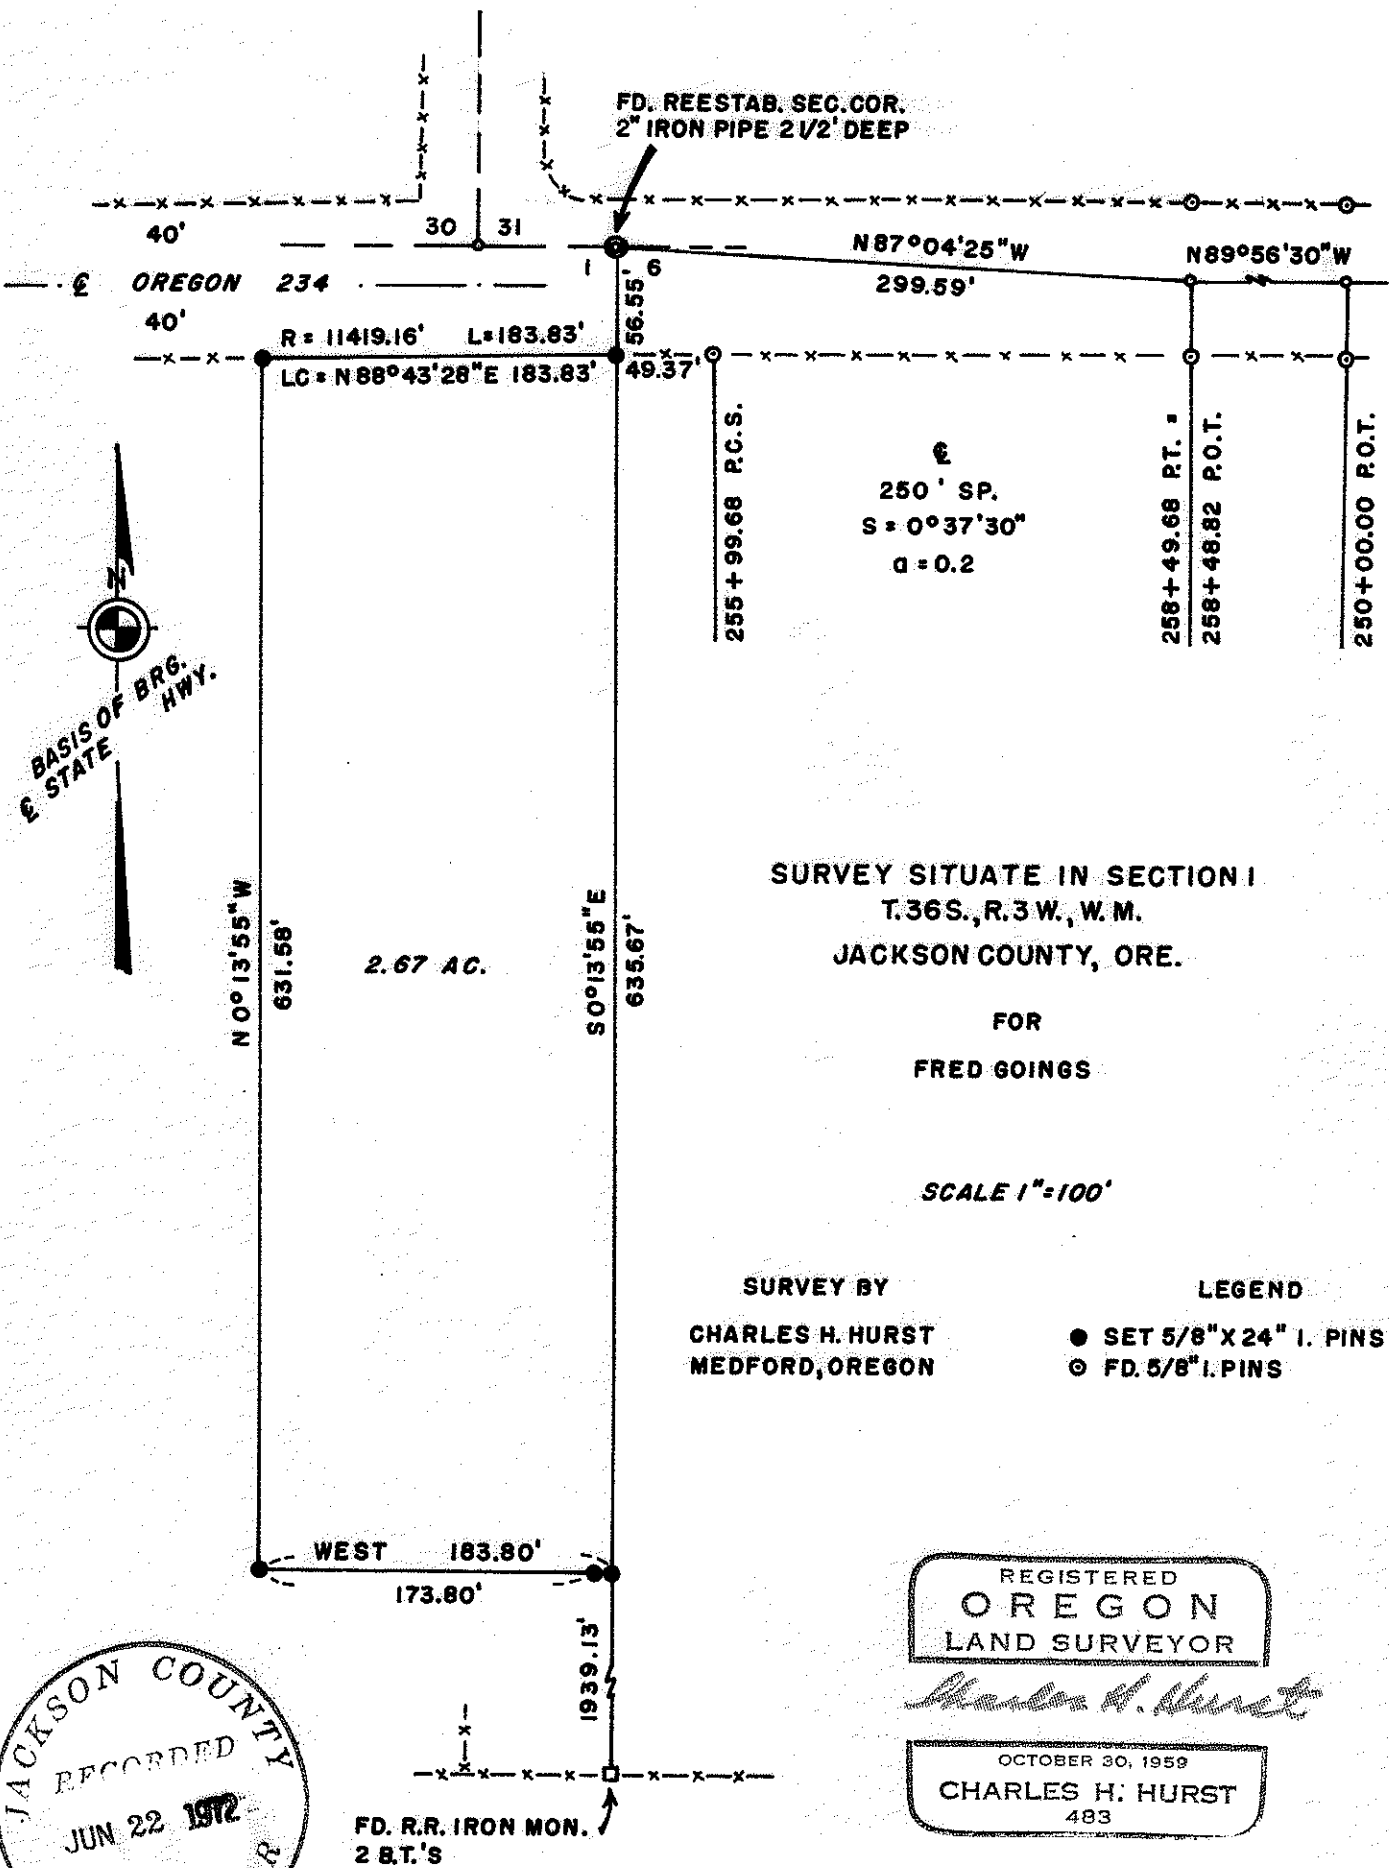 FD. REESTAB. SEC. COR.
2" IRON PIPE 2 1/2' DEEP
40'
30 31
1 6
N 87° 04' 25" W
299.59'
N 89° 56' 30" W
℄ OREGON 234
40'
56.55'
R = 11419.16' L = 183.83'
LC = N 88° 43' 28" E 183.83'
49.37'
255 + 99.68 P.C.S.
℄
250' SP.
S = 0° 37' 30"
a = 0.2
258 + 49.68 P.T. =
258 + 48.82 P.O.T.
250 + 00.00 P.O.T.
N
BASIS OF BRG.
℄ STATE HWY.
N 0° 13' 55" W
631.58'
2.67 AC.
S 0° 13' 55" E
635.67'
SURVEY SITUATE IN SECTION 1
T. 36 S., R. 3 W., W. M.
JACKSON COUNTY, ORE.
FOR
FRED GOINGS
SCALE 1" = 100'
SURVEY BY
CHARLES H. HURST
MEDFORD, OREGON
LEGEND
SET 5/8" X 24" I. PINS
FD. 5/8" I. PINS
WEST 183.80'
173.80'
1939.13'
FD. R.R. IRON MON.
2 B.T.'S
JACKSON COUNTY
RECORDED
JUN 22 1972
REGISTERED
OREGON
LAND SURVEYOR
Charles H. Hurst
OCTOBER 30, 1959
CHARLES H. HURST
483